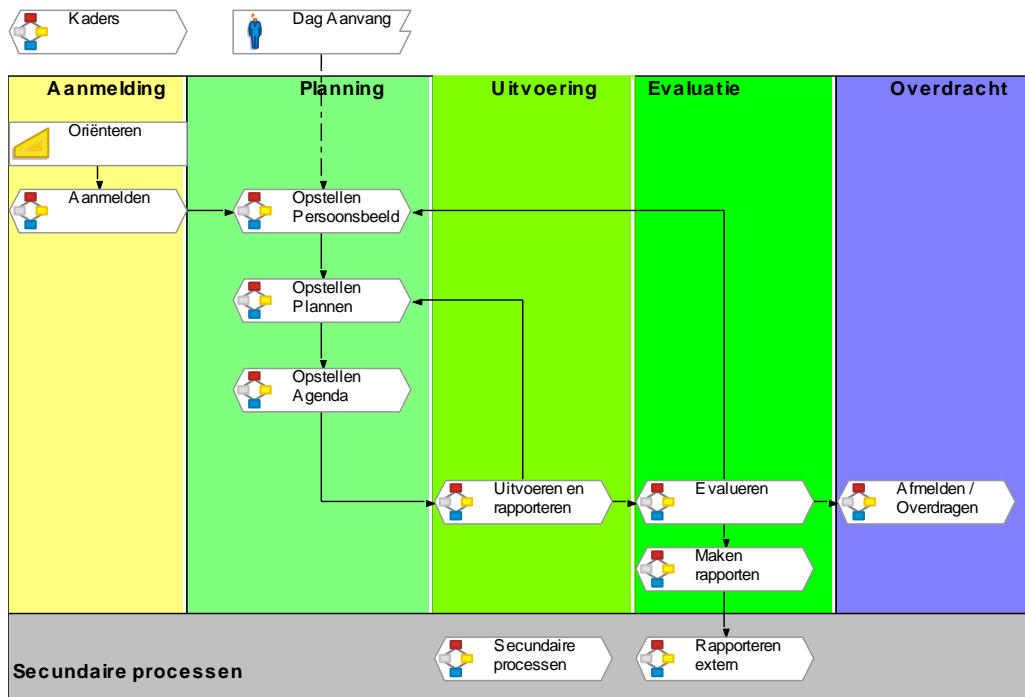 Kaders
Dag Aanvang
Aanmelding
Planning
Uitvoering
Evaluatie
Overdracht
Oriënteren
Aanmelden
Opstellen
Persoonsbeeld
Opstellen
Plannen
Opstellen
Agenda
Uitvoeren en
rapporteren
Evalueren
Afmelden /
Overdragen
Maken
rapporten
Secundaire
processen
Rapporteren
extern
Secundaire processen